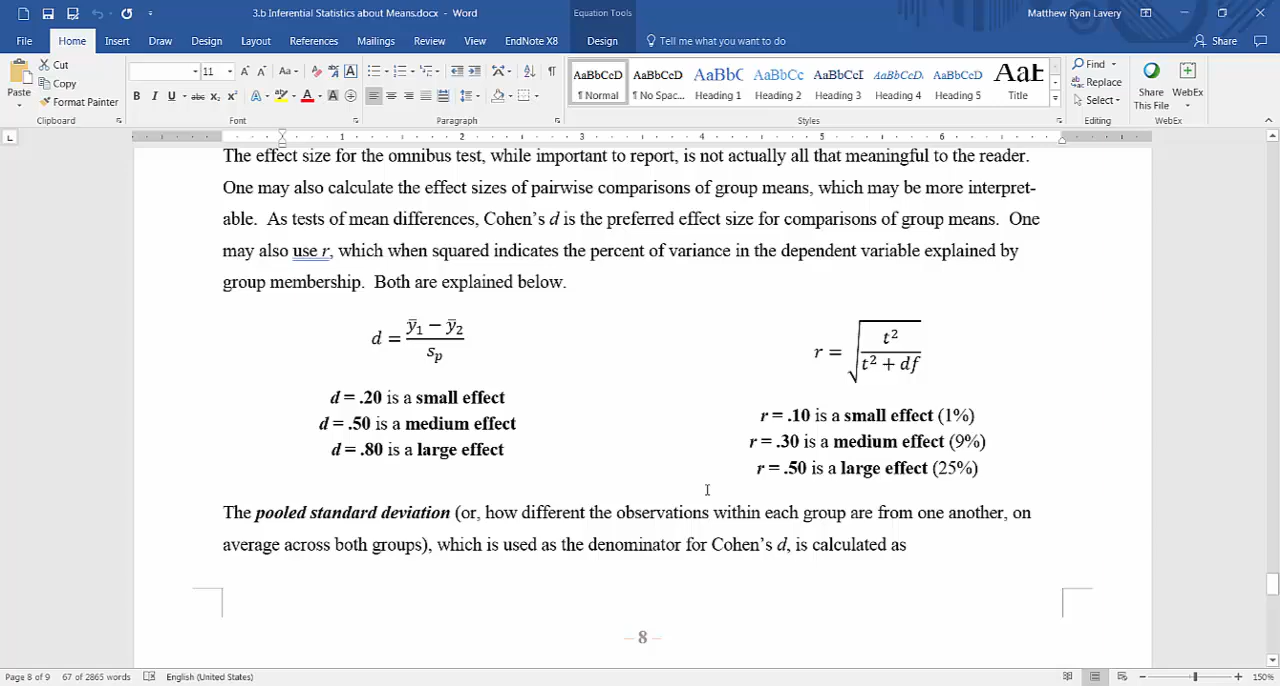 3.b Inferential Statistics about Means.docx - Word
Equation Tools
Matthew Ryan Lavery
File Home Insert Draw Design Layout References Mailings Review View EndNote X8 Design Tell me what you want to do Share
Paste Cut Copy Format Painter
11 A A Aa
B I U abc X₂ X² A A
AaBbCcD AaBbCcD AaBbC AaBbCc AaBbCcI AaBbCcD AaBbCcD Aab
¶ Normal ¶ No Spac... Heading 1 Heading 2 Heading 3 Heading 4 Heading 5 Title
Find Replace Select
Share This File WebEx
Clipboard Font Paragraph Styles Editing WebEx
1 2 3 4 5 6
The effect size for the omnibus test, while important to report, is not actually all that meaningful to the reader.
One may also calculate the effect sizes of pairwise comparisons of group means, which may be more interpret-
able. As tests of mean differences, Cohen's d is the preferred effect size for comparisons of group means. One
may also use r, which when squared indicates the percent of variance in the dependent variable explained by
group membership. Both are explained below.
d = (ȳ₁ − ȳ₂) / sₚ
r = √(t² / (t² + df))
d = .20 is a small effect
d = .50 is a medium effect
d = .80 is a large effect
r = .10 is a small effect (1%)
r = .30 is a medium effect (9%)
r = .50 is a large effect (25%)
The pooled standard deviation (or, how different the observations within each group are from one another, on
average across both groups), which is used as the denominator for Cohen's d, is calculated as
– 8 –
Page 8 of 9 67 of 2865 words English (United States) 150%